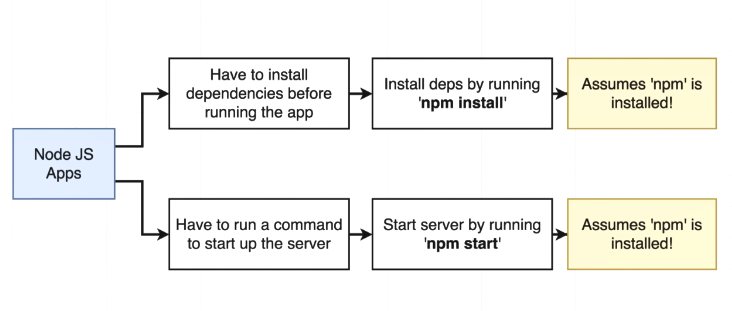 Node JS
Apps
Have to install
dependencies before
running the app
Install deps by running
'npm install'
Assumes 'npm' is
installed!
Have to run a command
to start up the server
Start server by running
'npm start'
Assumes 'npm' is
installed!